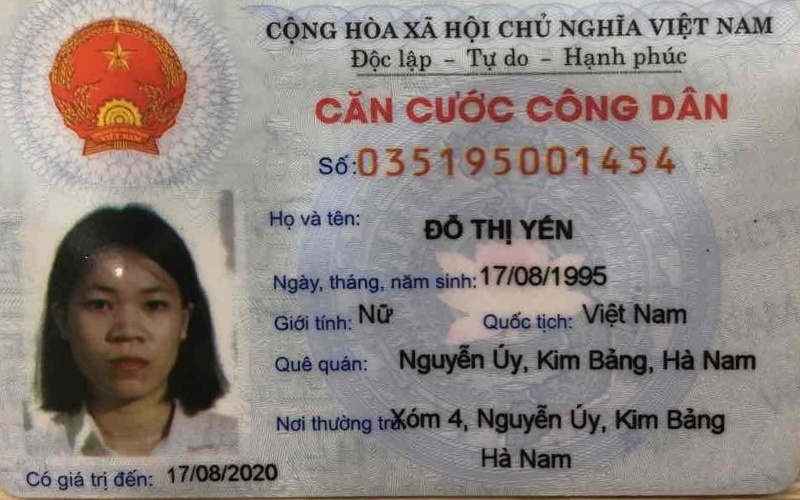 CỘNG HÒA XÃ HỘI CHỦ NGHĨA VIỆT NAM
Độc lập - Tự do - Hạnh phúc
CĂN CƯỚC CÔNG DÂN
Số: 035195001454
Họ và tên: ĐỖ THỊ YẾN
Ngày, tháng, năm sinh: 17/08/1995
Giới tính: Nữ Quốc tịch: Việt Nam
Quê quán: Nguyễn Úy, Kim Bảng, Hà Nam
Nơi thường trú: Xóm 4, Nguyễn Úy, Kim Bảng
Hà Nam
Có giá trị đến: 17/08/2020
VIỆT NAM